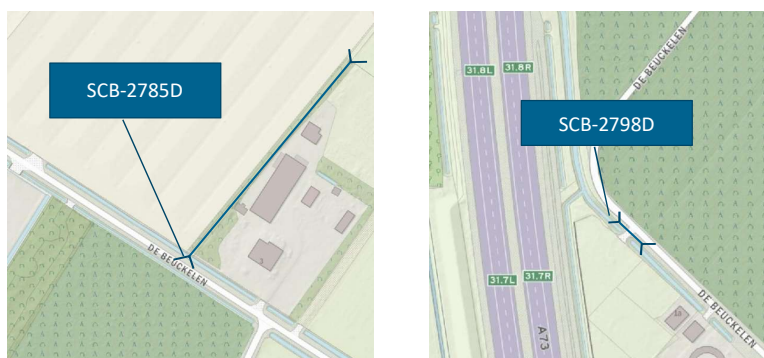 SCB-2785D
DE BEUCKELEN
3
31.8L
31.8R
DE BEUCKELEN
SCB-2798D
31.7L
31.7R
A73
DE BEUCKELEN
10